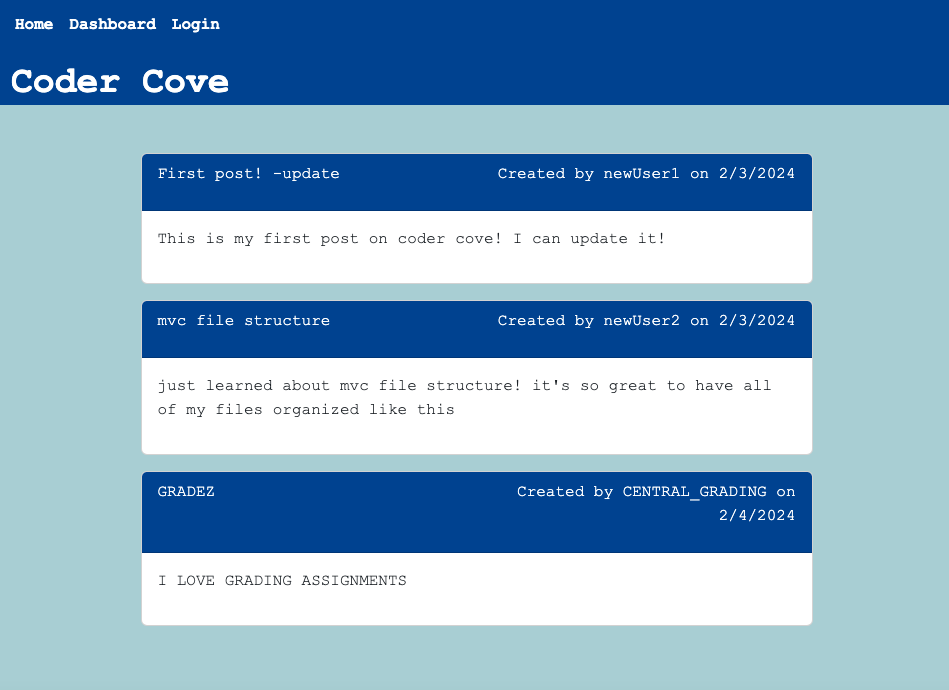 Home Dashboard Login
Coder Cove
First post! -update Created by newUser1 on 2/3/2024
This is my first post on coder cove! I can update it!
mvc file structure Created by newUser2 on 2/3/2024
just learned about mvc file structure! it's so great to have all
of my files organized like this
GRADEZ Created by CENTRAL_GRADING on
2/4/2024
I LOVE GRADING ASSIGNMENTS